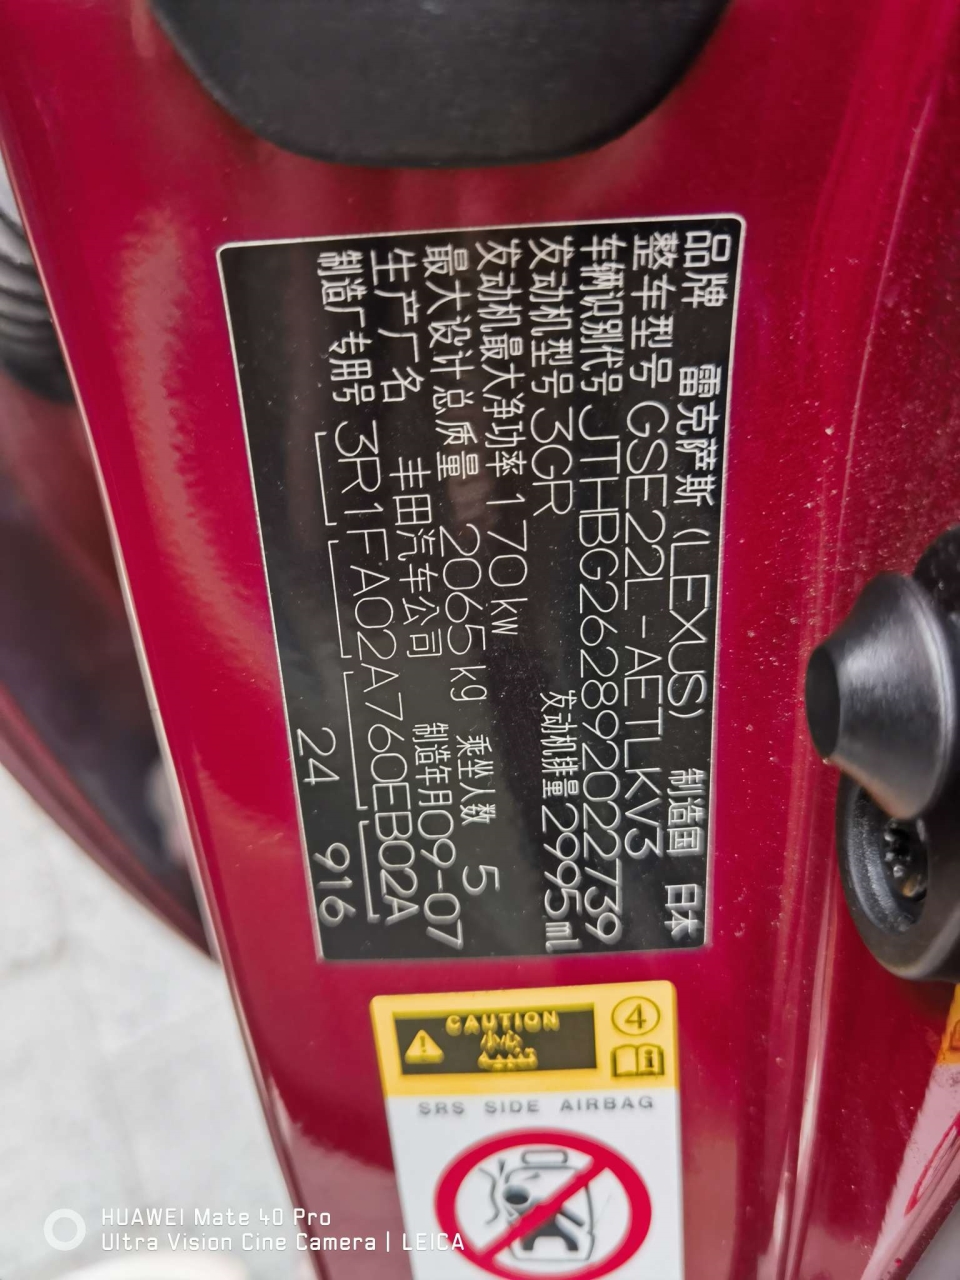 品牌 雷克萨斯 (LEXUS) 制造国 日本
整车型号 GSE22L-AETLKV3
车辆识别代号 JTHBG262892022739
发动机型号 3GR 发动机排量 2995ml
发动机最大净功率 170kW
最大设计总质量 2065kg 乘坐人数 5
生产厂名 丰田汽车公司 制造年月 09-07
制造厂专用号 3R1FA02A760EB02A
24 916
CAUTION
小心
4
SRS SIDE AIRBAG
HUAWEI Mate 40 Pro
Ultra Vision Cine Camera | LEICA